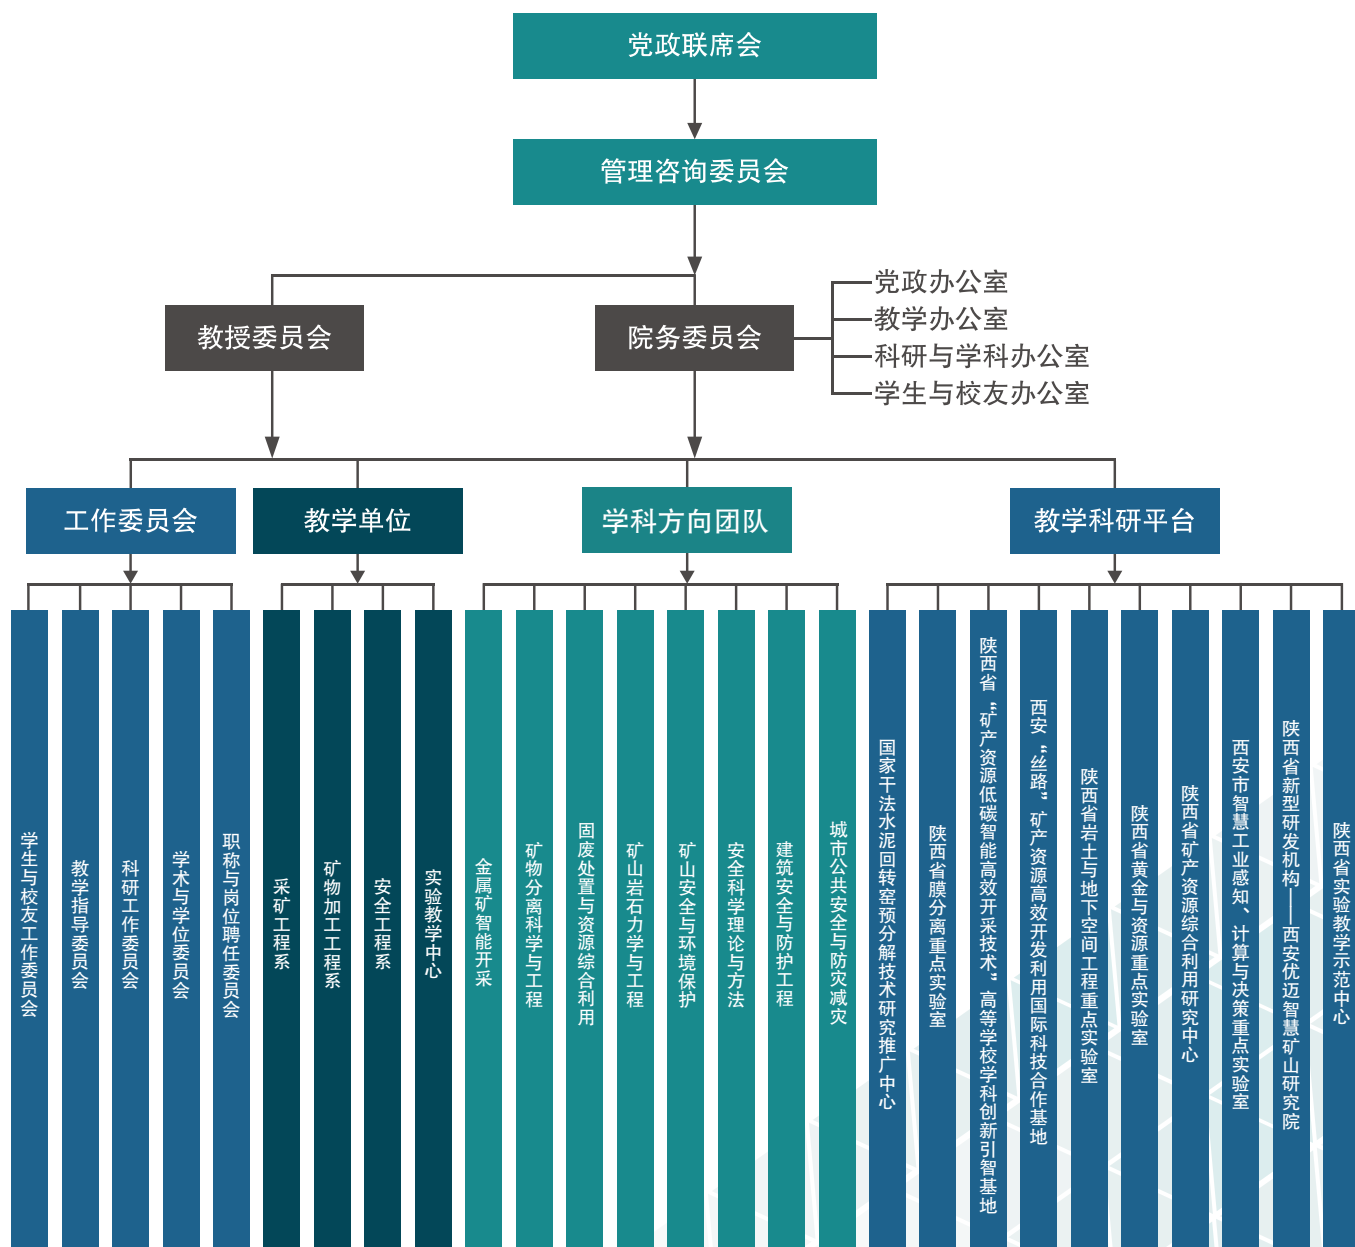 党政联席会
管理咨询委员会
教授委员会
院务委员会
党政办公室
教学办公室
科研与学科办公室
学生与校友办公室
工作委员会
教学单位
学科方向团队
教学科研平台
学生与校友工作委员会
教学指导委员会
科研工作委员会
学术与学位委员会
职称与岗位聘任委员会
采矿工程系
矿物加工工程系
安全工程系
实验教学中心
金属矿智能开采
矿物分离科学与工程
固废处置与资源综合利用
矿山岩石力学与工程
矿山安全与环境保护
安全科学理论与方法
建筑安全与防护工程
城市公共安全与防灾减灾
国家干法水泥回转窑预分解技术研究推广中心
陕西省膜分离重点实验室
陕西省“矿产资源低碳智能高效开采技术”高等学校学科创新引智基地
西安“丝路”矿产资源高效开发利用国际科技合作基地
陕西省岩土与地下空间工程重点实验室
陕西省黄金与资源重点实验室
陕西省矿产资源综合利用研究中心
西安市智慧工业感知、计算与决策重点实验室
陕西省新型研发机构——西安优迈智慧矿山研究院
陕西省实验教学示范中心